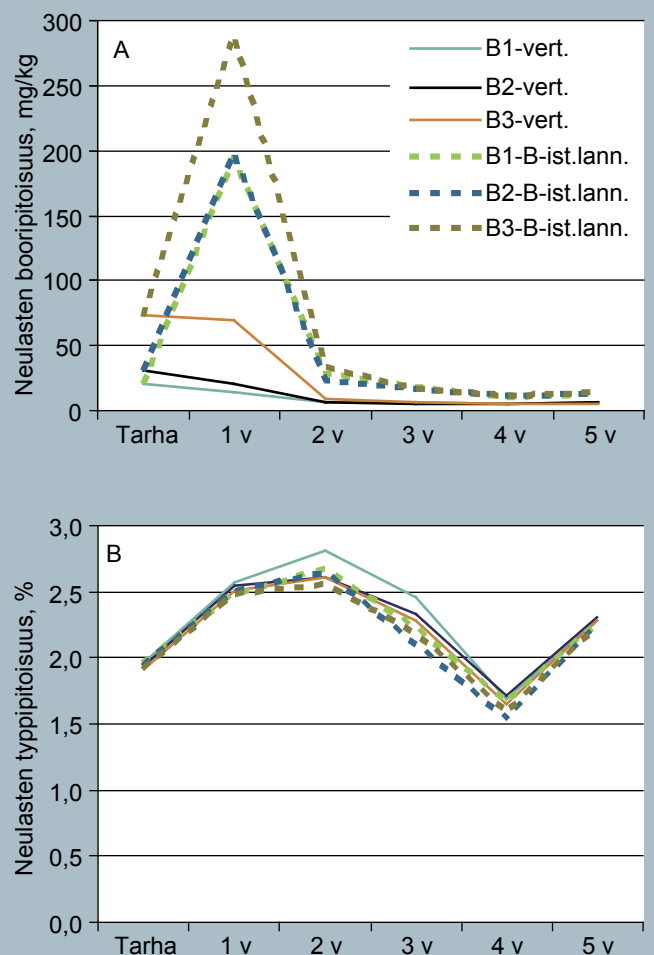 A
Neulasten booripitoisuus, mg/kg
300
250
200
150
100
50
0
B1-vert.
B2-vert.
B3-vert.
B1-B-ist.lann.
B2-B-ist.lann.
B3-B-ist.lann.
Tarha 1 v 2 v 3 v 4 v 5 v
B
Neulasten typpipitoisuus, %
3,0
2,5
2,0
1,5
1,0
0,5
0,0
Tarha 1 v 2 v 3 v 4 v 5 v